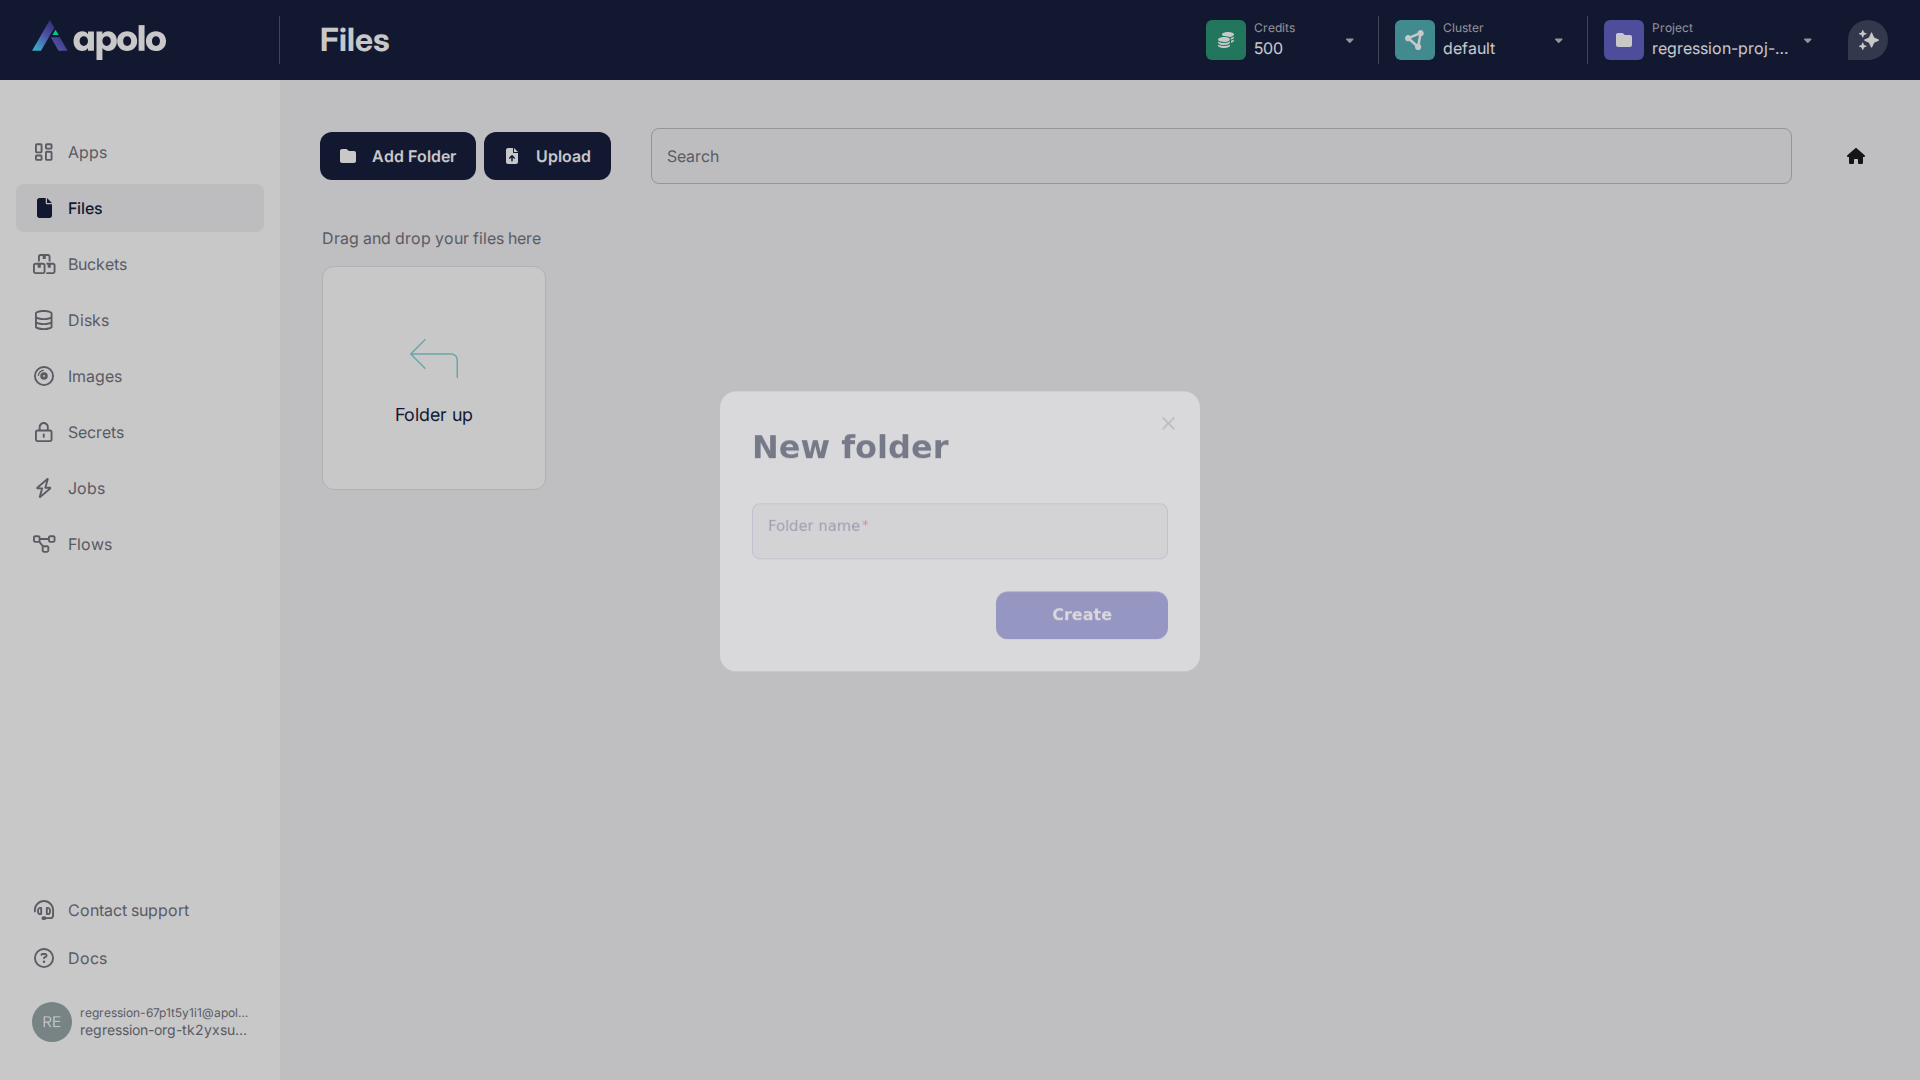 apolo
Files
Credits
500
Cluster
default
Project
regression-proj-...
Apps
Files
Buckets
Disks
Images
Secrets
Jobs
Flows
Contact support
Docs
RE
regression-67p1t5y1i1@apol...
regression-org-tk2yxsu...
Add Folder
Upload
Search
Drag and drop your files here
Folder up
New folder
Folder name*
Create